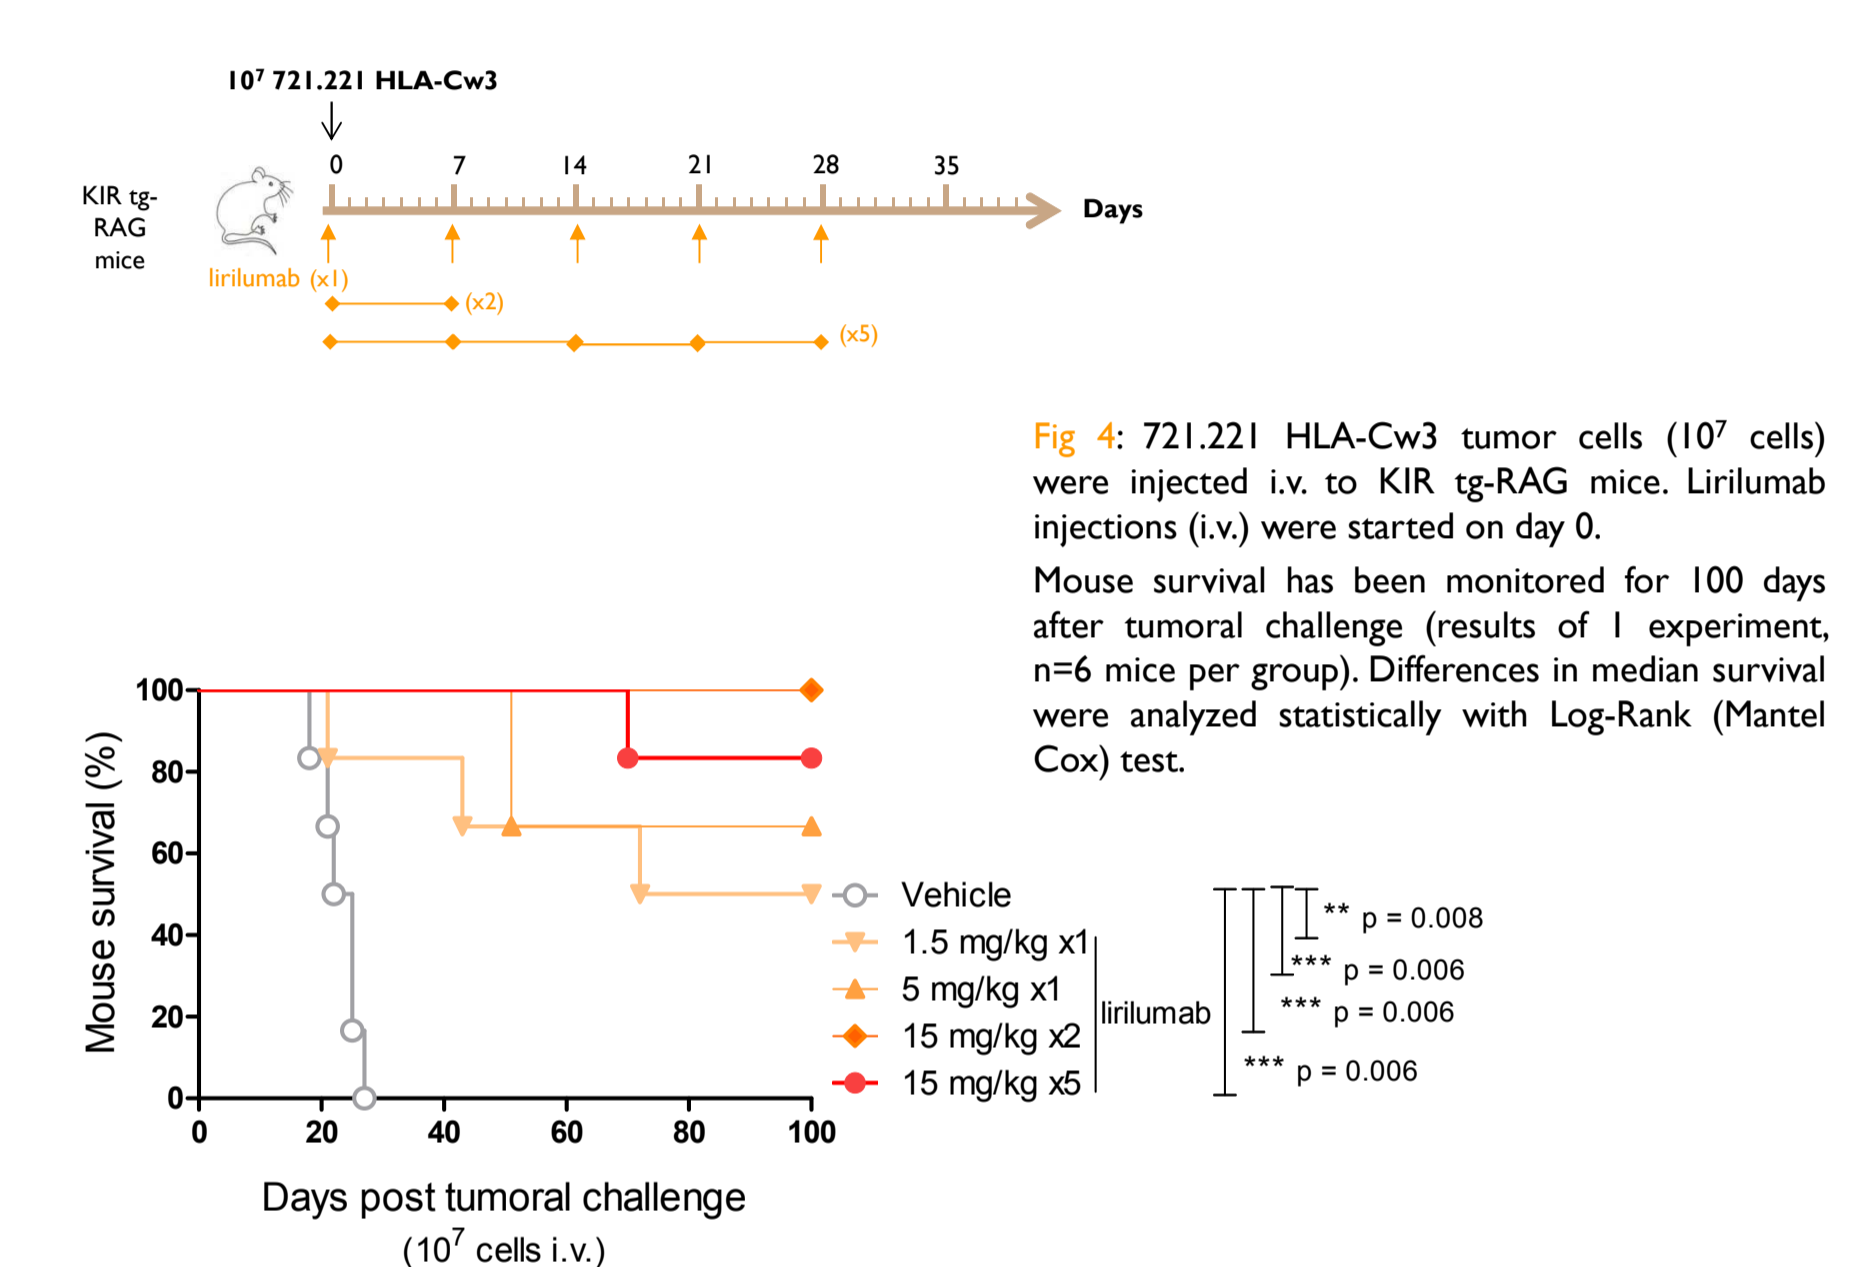 10⁷ 721.221 HLA-Cw3
0 7 14 21 28 35
KIR tg-
RAG
mice
Days
lirilumab (x1)
(x2)
(x5)
Fig 4: 721.221 HLA-Cw3 tumor cells (10⁷ cells)
were injected i.v. to KIR tg-RAG mice. Lirilumab
injections (i.v.) were started on day 0.
Mouse survival has been monitored for 100 days
after tumoral challenge (results of 1 experiment,
n=6 mice per group). Differences in median survival
were analyzed statistically with Log-Rank (Mantel
Cox) test.
Mouse survival (%)
100
80
60
40
20
0
0 20 40 60 80 100
Days post tumoral challenge
(10⁷ cells i.v.)
Vehicle
1.5 mg/kg x1
5 mg/kg x1
15 mg/kg x2
15 mg/kg x5
lirilumab
** p = 0.008
*** p = 0.006
*** p = 0.006
*** p = 0.006